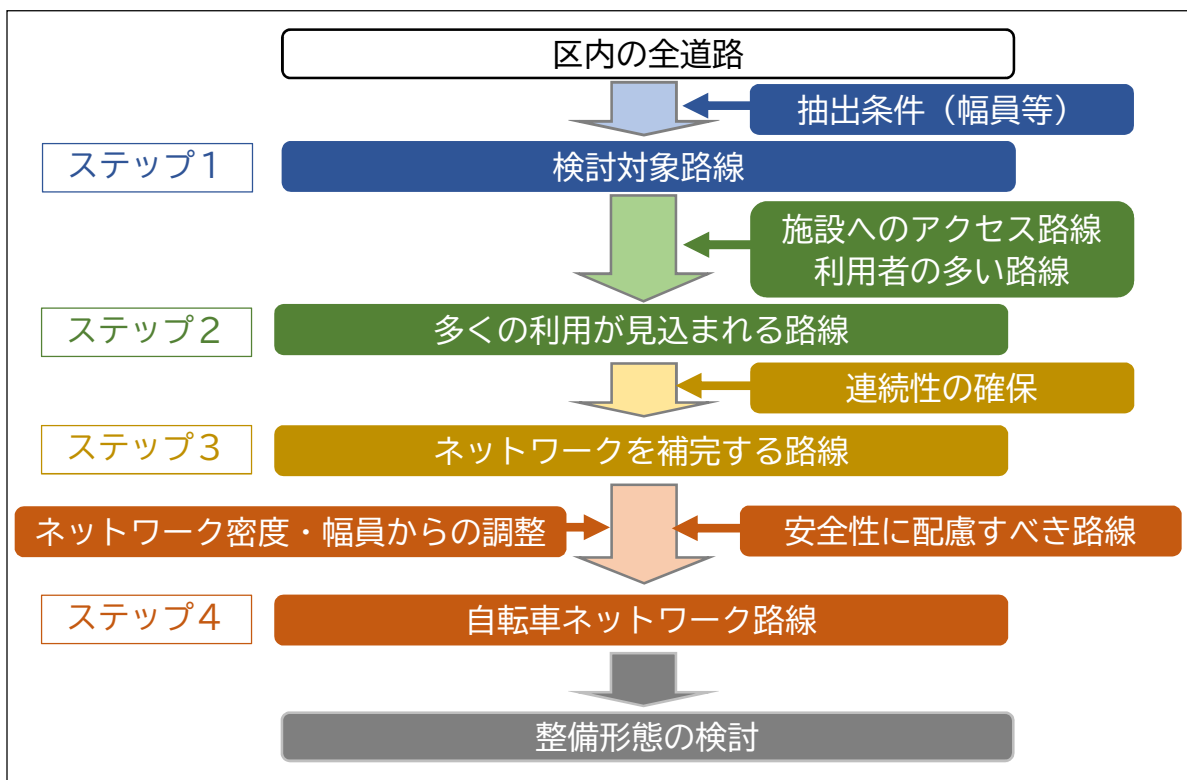 区内の全道路
抽出条件（幅員等）
ステップ１
検討対象路線
施設へのアクセス路線
利用者の多い路線
ステップ２
多くの利用が見込まれる路線
連続性の確保
ステップ３
ネットワークを補完する路線
ネットワーク密度・幅員からの調整
安全性に配慮すべき路線
ステップ４
自転車ネットワーク路線
整備形態の検討